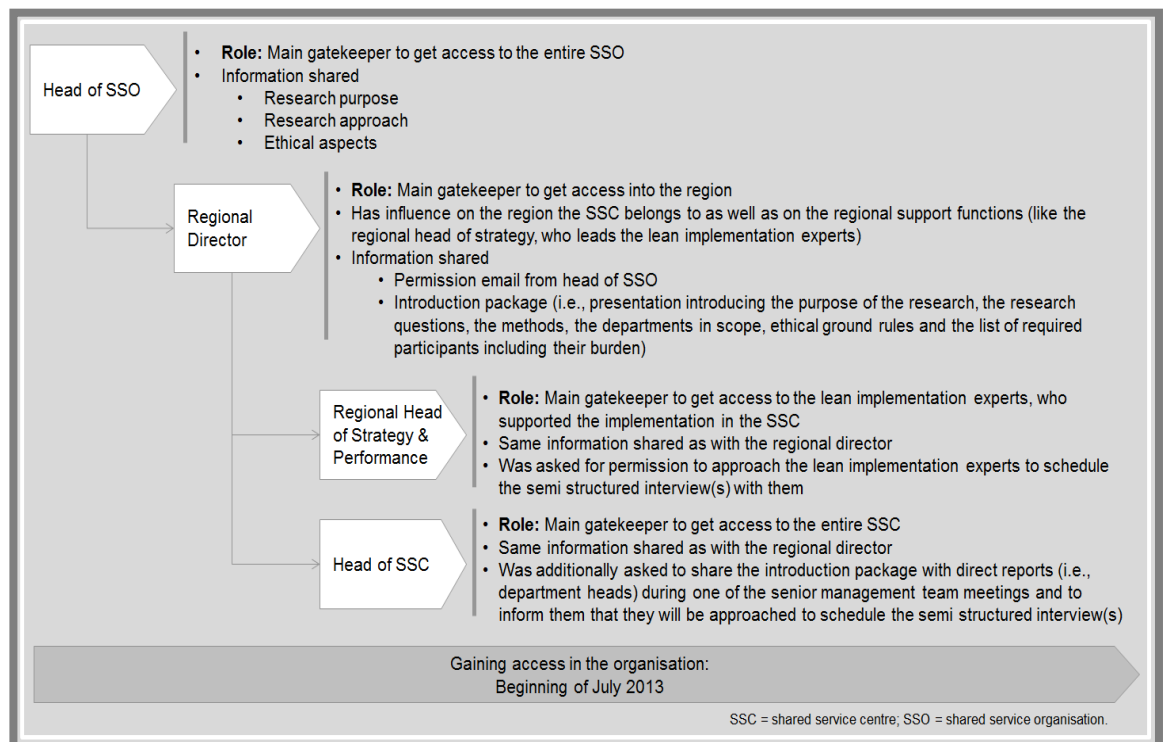 Head of SSO
• Role: Main gatekeeper to get access to the entire SSO
• Information shared
• Research purpose
• Research approach
• Ethical aspects
Regional
Director
• Role: Main gatekeeper to get access into the region
• Has influence on the region the SSC belongs to as well as on the regional support functions (like the
regional head of strategy, who leads the lean implementation experts)
• Information shared
• Permission email from head of SSO
• Introduction package (i.e., presentation introducing the purpose of the research, the research
questions, the methods, the departments in scope, ethical ground rules and the list of required
participants including their burden)
Regional Head
of Strategy &
Performance
• Role: Main gatekeeper to get access to the lean implementation experts, who
supported the implementation in the SSC
• Same information shared as with the regional director
• Was asked for permission to approach the lean implementation experts to schedule
the semi structured interview(s) with them
Head of SSC
• Role: Main gatekeeper to get access to the entire SSC
• Same information shared as with the regional director
• Was additionally asked to share the introduction package with direct reports (i.e.,
department heads) during one of the senior management team meetings and to
inform them that they will be approached to schedule the semi structured interview(s)
Gaining access in the organisation:
Beginning of July 2013
SSC = shared service centre; SSO = shared service organisation.